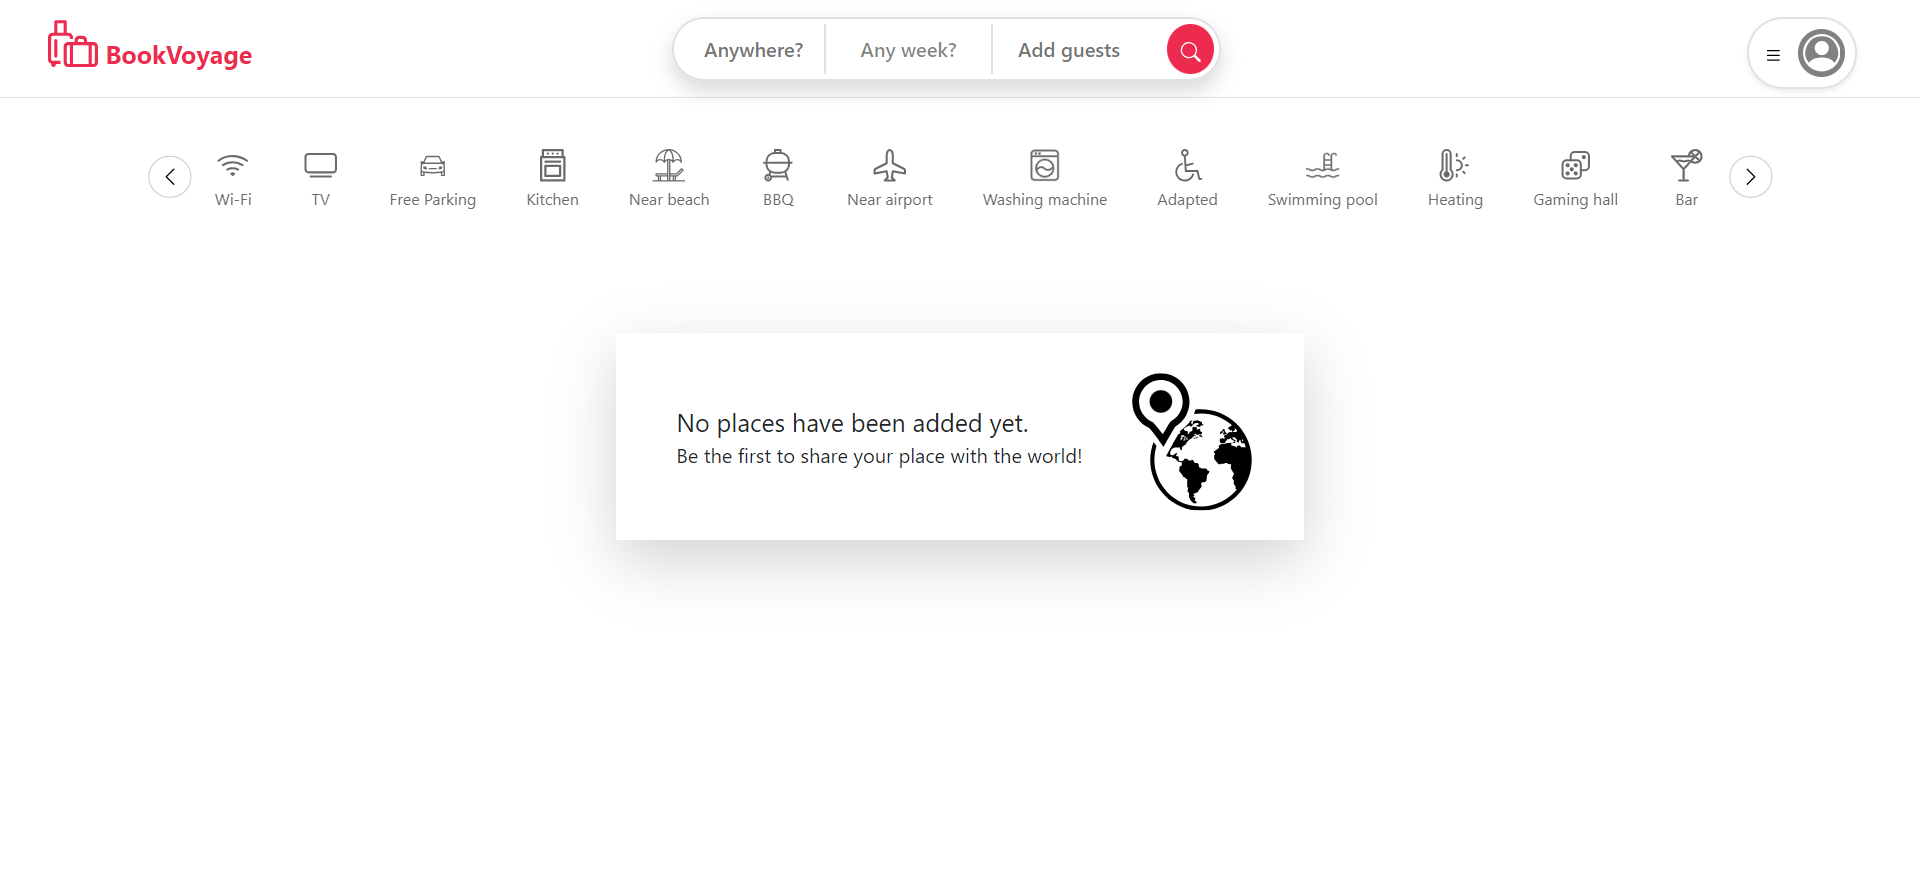 BookVoyage
Anywhere?
Any week?
Add guests
Wi-Fi
TV
Free Parking
Kitchen
Near beach
BBQ
Near airport
Washing machine
Adapted
Swimming pool
Heating
Gaming hall
Bar
No places have been added yet.
Be the first to share your place with the world!